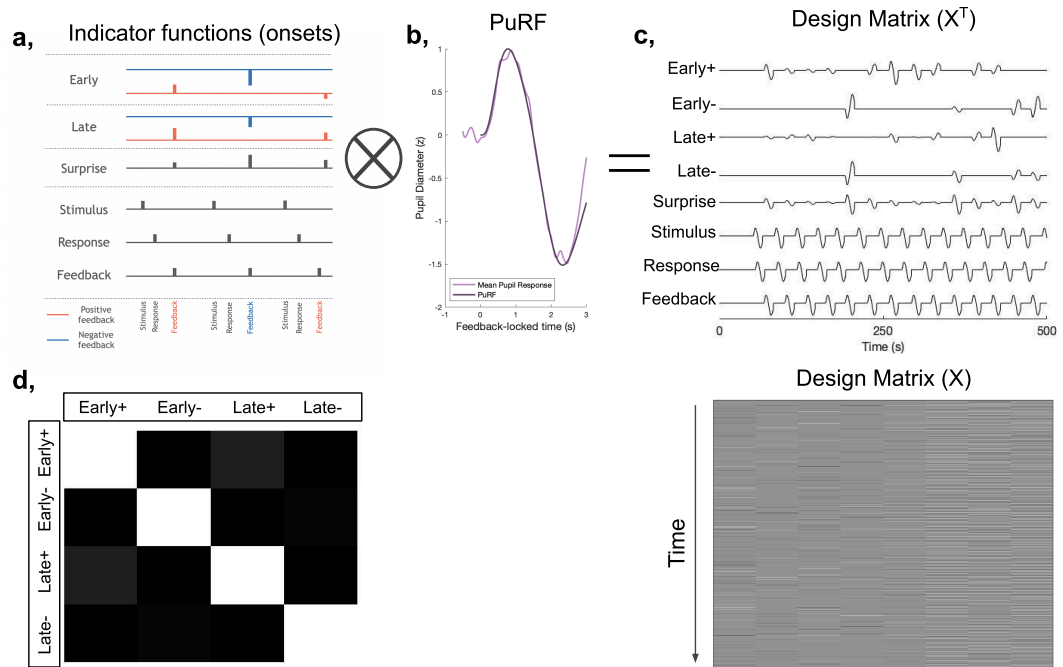 a,
Indicator functions (onsets)
Early
Late
Surprise
Stimulus
Response
Feedback
Positive
feedback
Negative
feedback
Stimulus
Response
Feedback
Stimulus
Response
Feedback
Stimulus
Response
Feedback
b,
PuRF
1
0.5
0
-0.5
-1
-1.5
-2
Pupil Diameter (z)
Mean Pupil Response
PuRF
-1
0
1
2
3
Feedback-locked time (s)
c,
Design Matrix (Xᵀ)
Early+
Early-
Late+
Late-
Surprise
Stimulus
Response
Feedback
0
250
500
Time (s)
Design Matrix (X)
Time
d,
Early+ Early- Late+ Late-
Early+
Early-
Late+
Late-